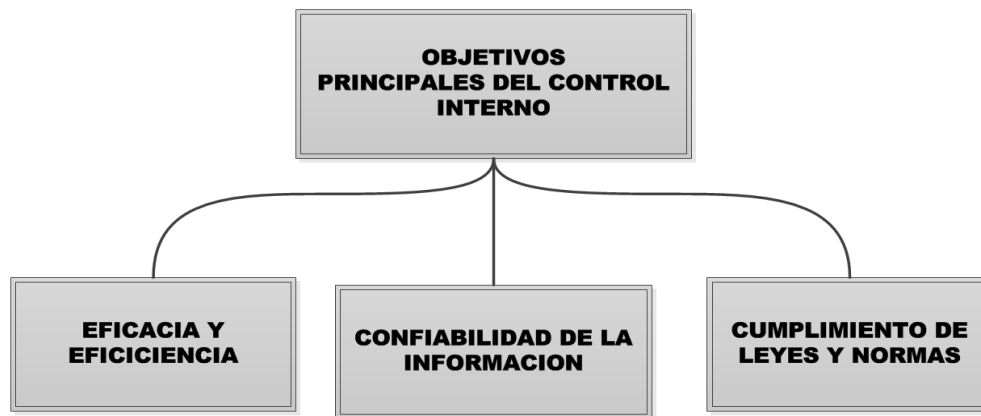 OBJETIVOS
PRINCIPALES DEL CONTROL
INTERNO
EFICACIA Y
EFICICIENCIA
CONFIABILIDAD DE LA
INFORMACION
CUMPLIMIENTO DE
LEYES Y NORMAS